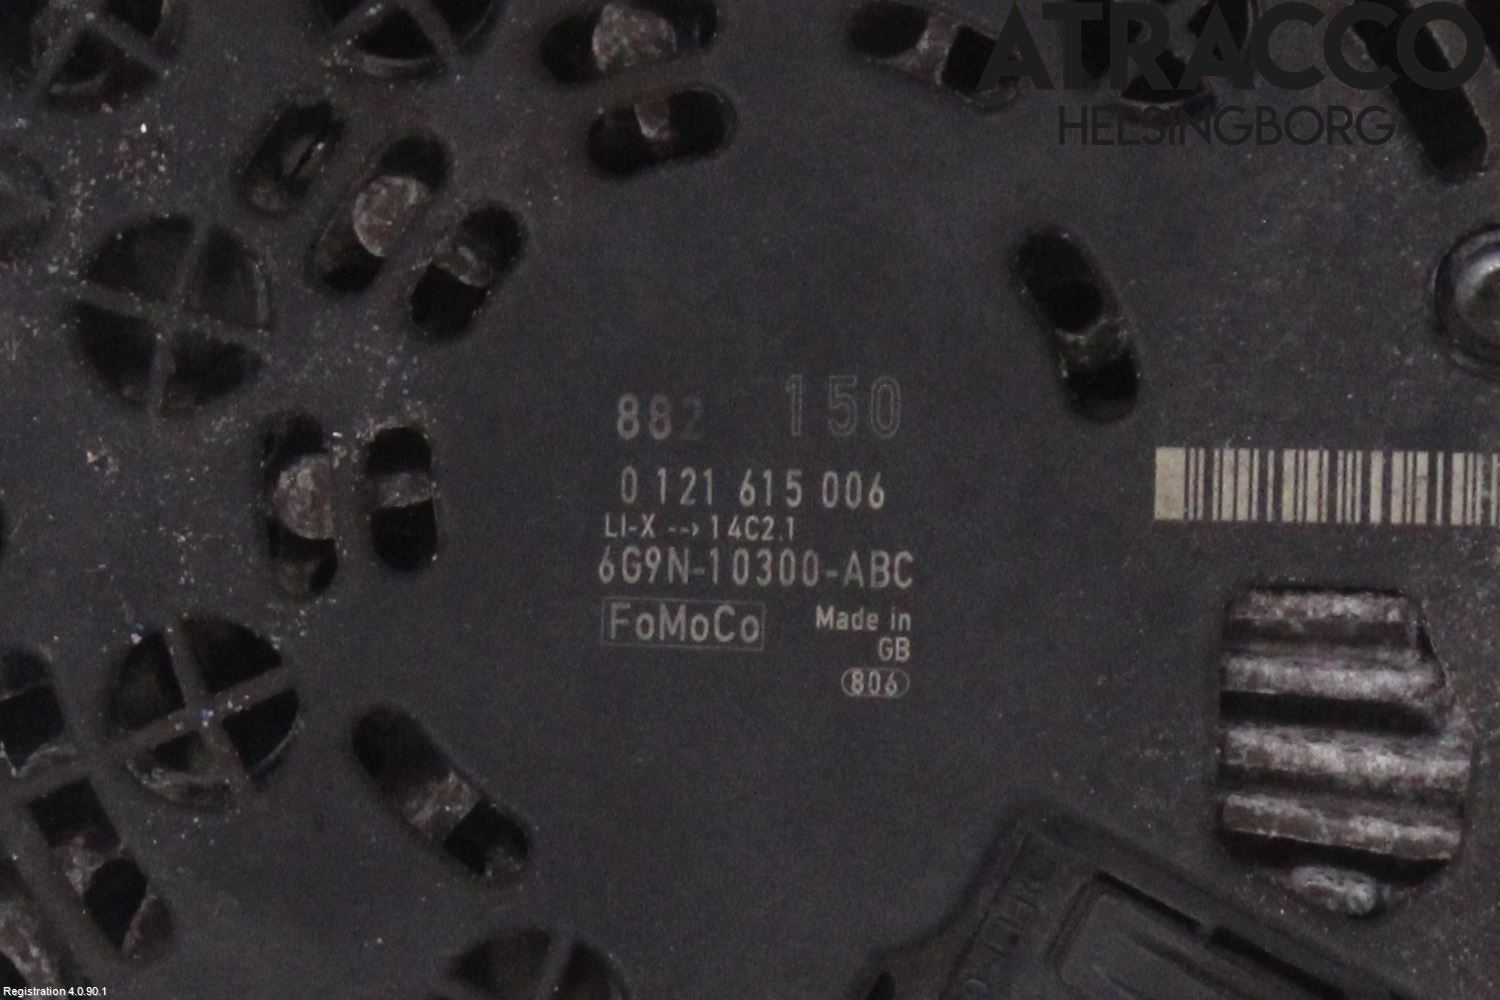 ATRACCO
HELSINGBORG
882 150
0 121 615 006
LI-X --> 14C2.1
6G9N-10300-ABC
FoMoCo Made in
GB
806
Registration 4.0.90.1